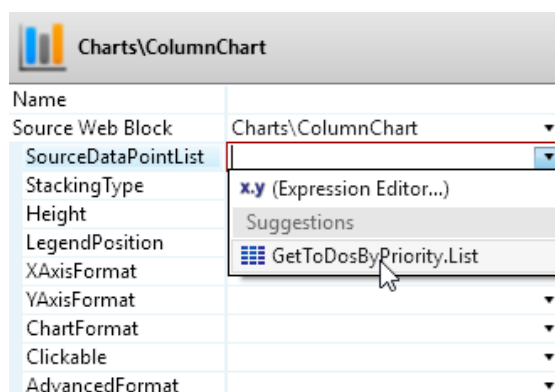 Charts\ColumnChart
Name
Source Web Block Charts\ColumnChart
SourceDataPointList
StackingType x.y (Expression Editor...)
Height Suggestions
LegendPosition GetToDosByPriority.List
XAxisFormat
YAxisFormat
ChartFormat
Clickable
AdvancedFormat